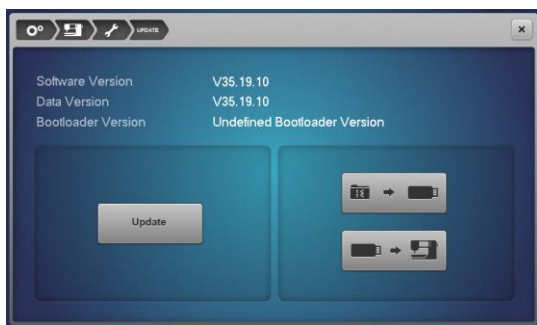 UPDATE
Software Version V35.19.10
Data Version V35.19.10
Bootloader Version Undefined Bootloader Version
Update